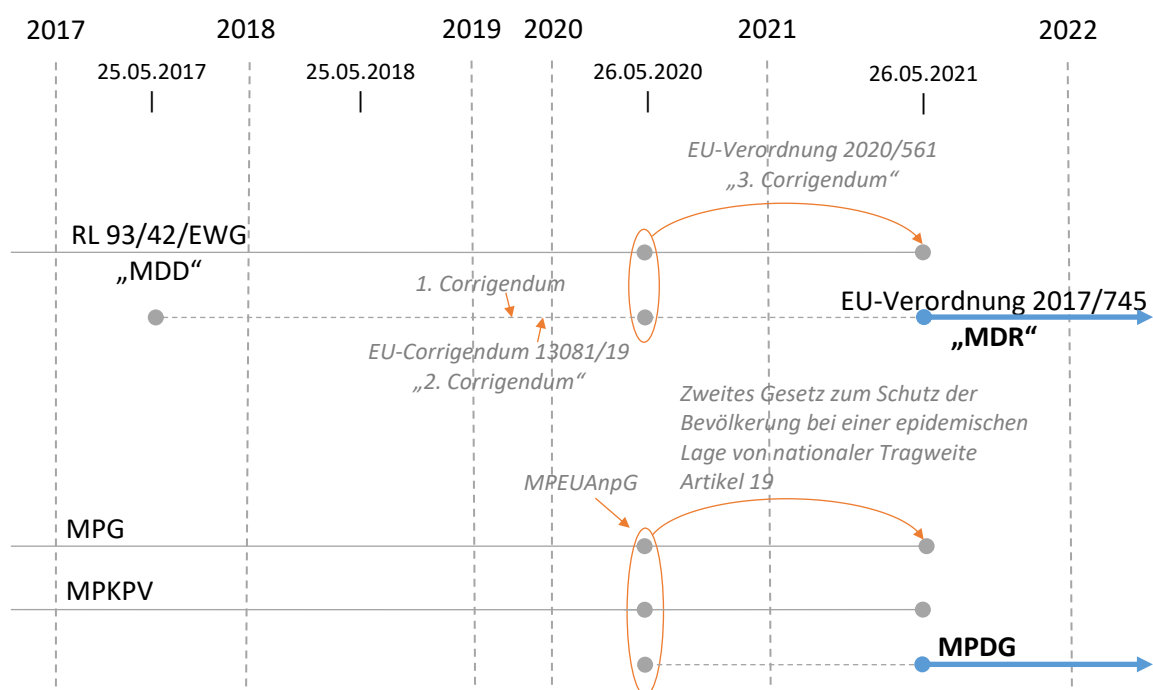 2017
2018
2019
2020
2021
2022
25.05.2017
25.05.2018
26.05.2020
26.05.2021
EU-Verordnung 2020/561
„3. Corrigendum“
RL 93/42/EWG
„MDD“
1. Corrigendum
EU-Verordnung 2017/745
„MDR“
EU-Corrigendum 13081/19
„2. Corrigendum“
Zweites Gesetz zum Schutz der
Bevölkerung bei einer epidemischen
Lage von nationaler Tragweite
Artikel 19
MPEUAnpG
MPG
MPKPV
MPDG